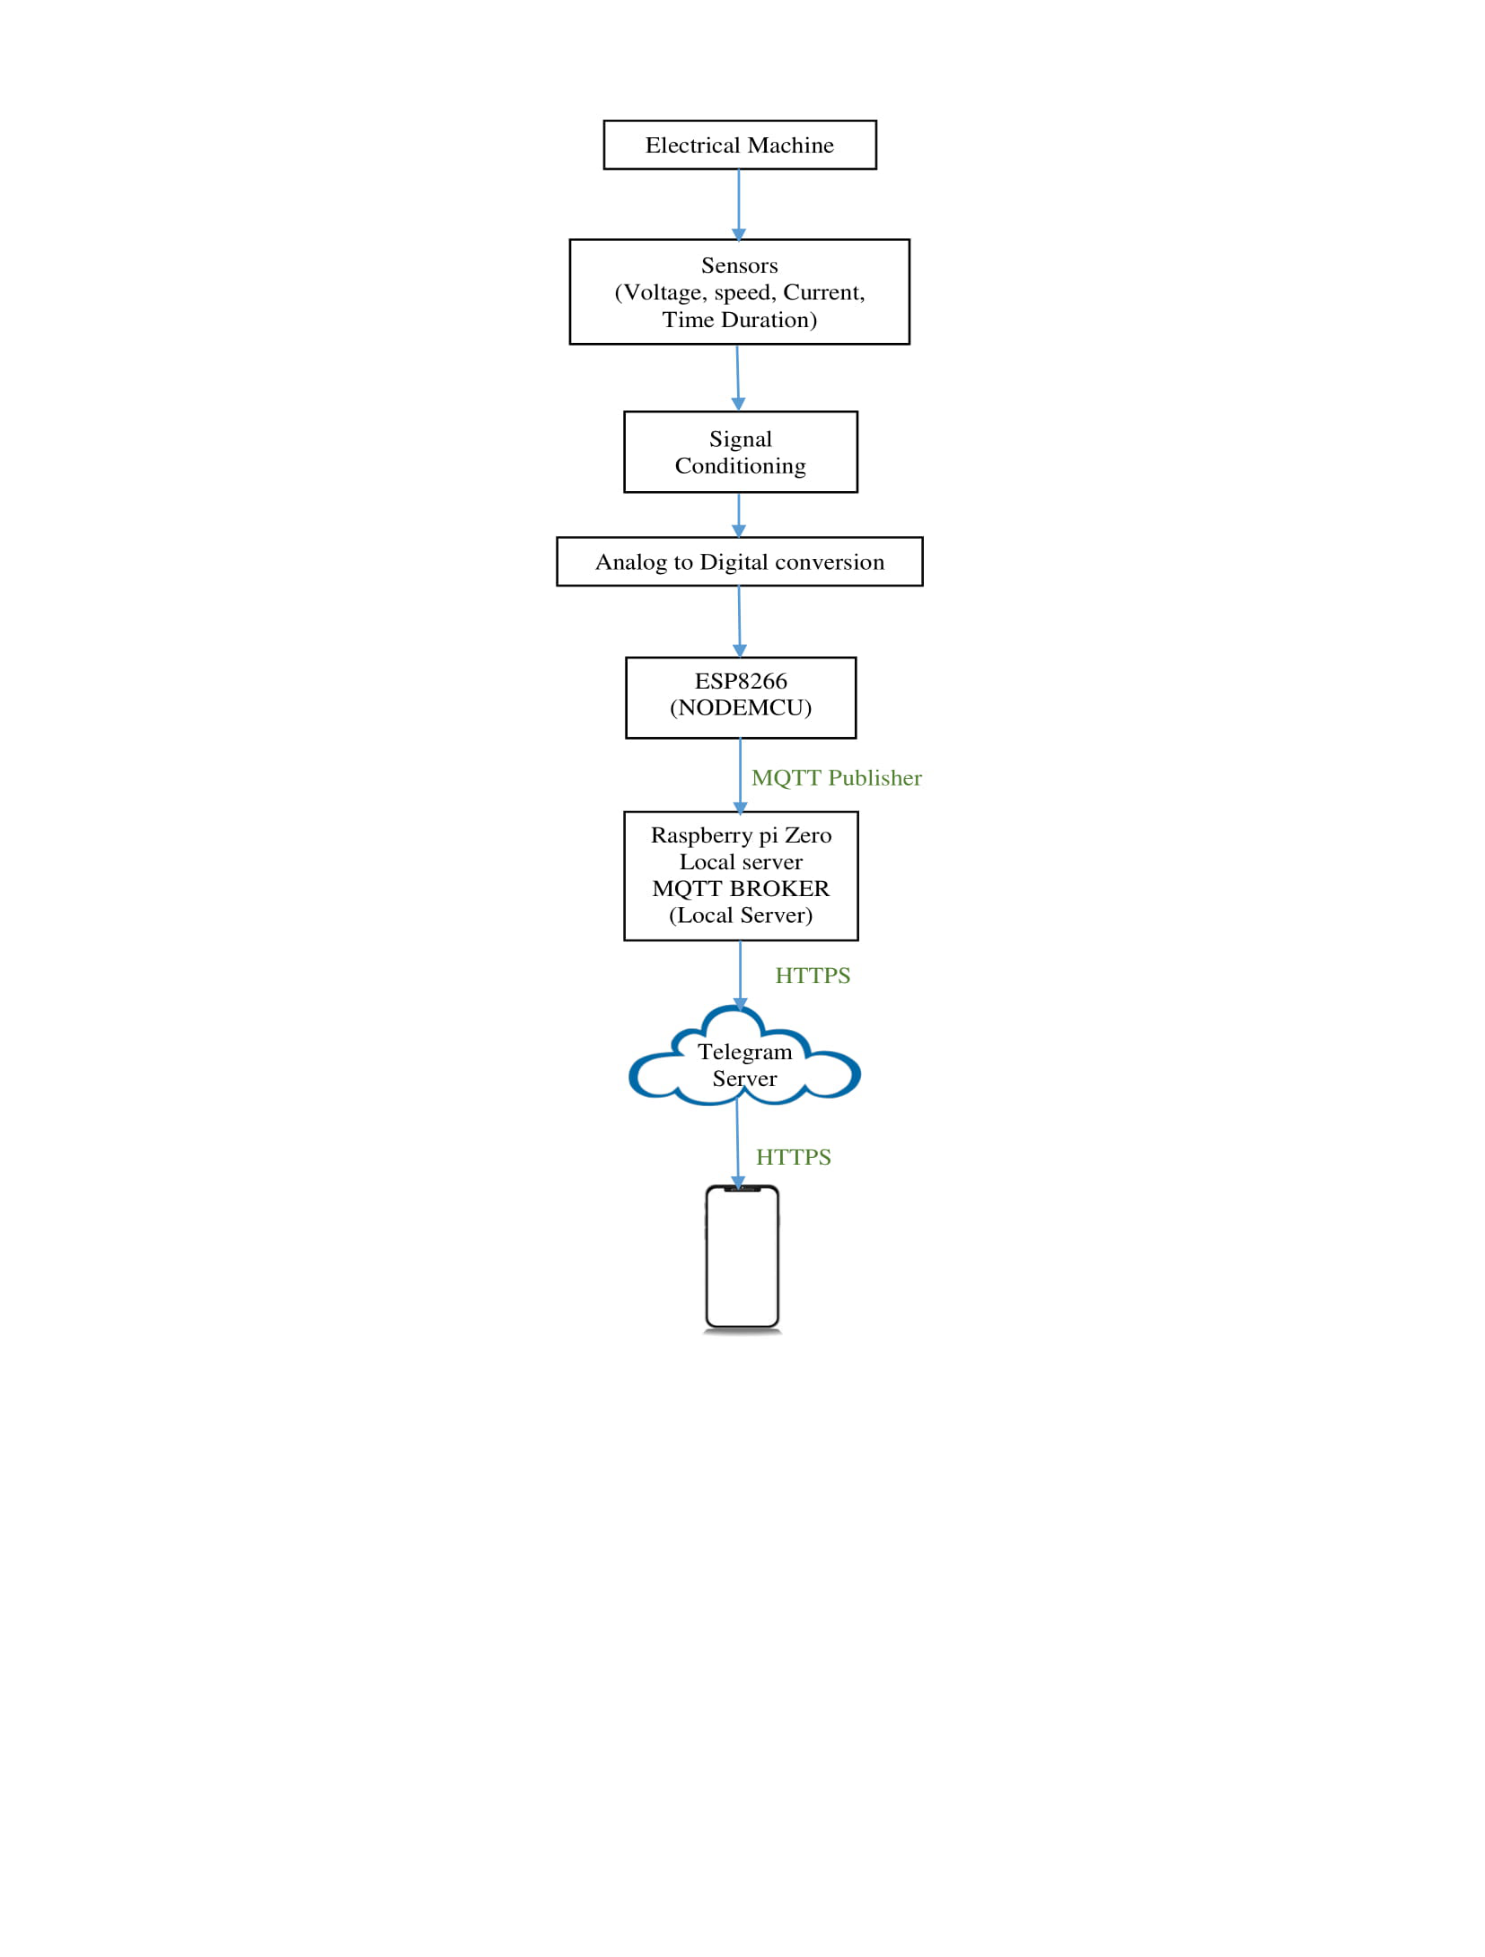 Electrical Machine
Sensors
(Voltage, speed, Current,
Time Duration)
Signal
Conditioning
Analog to Digital conversion
ESP8266
(NODEMCU)
MQTT Publisher
Raspberry pi Zero
Local server
MQTT BROKER
(Local Server)
HTTPS
Telegram
Server
HTTPS